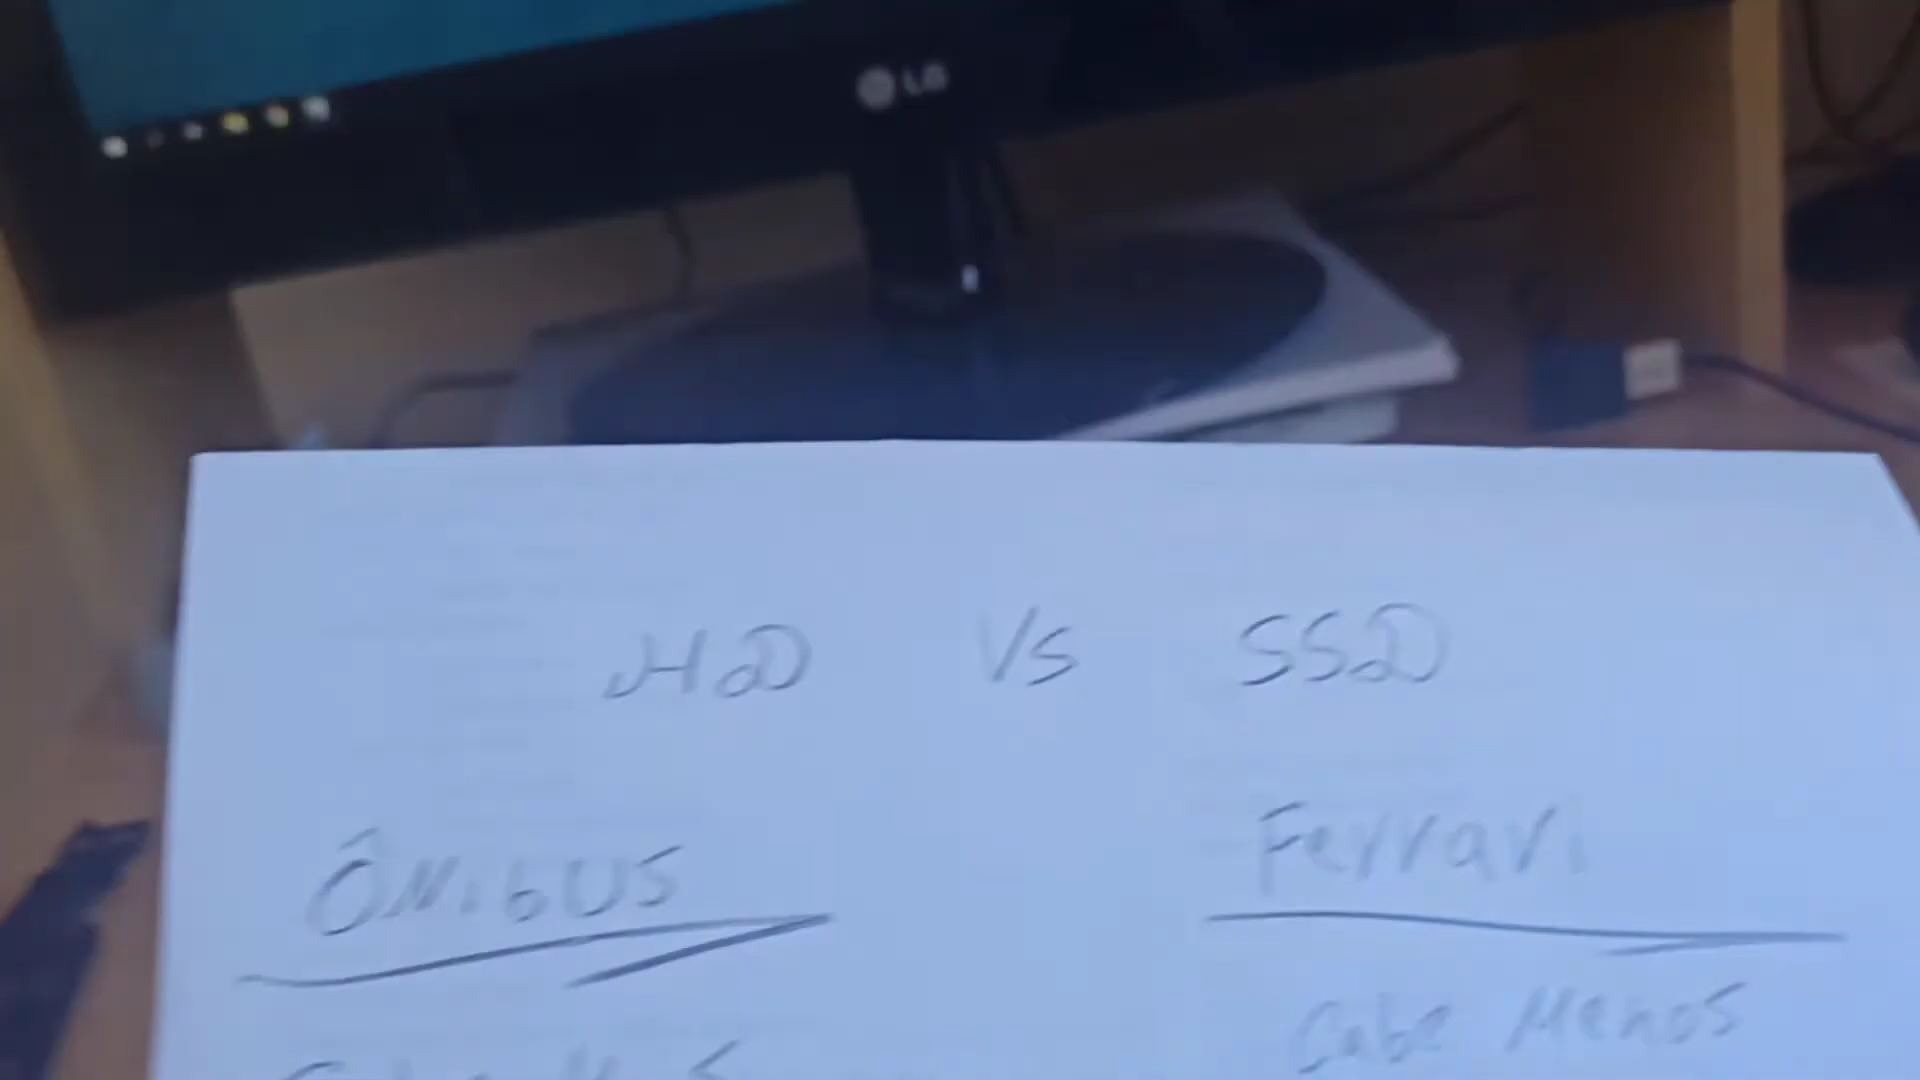 LG
HD Vs SSD
Ônibus
Ferrari
Cabe Menos